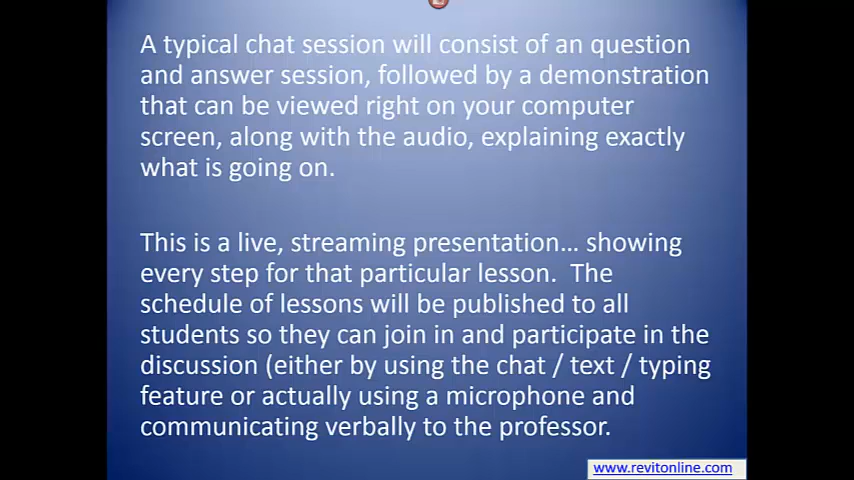 A typical chat session will consist of an question
and answer session, followed by a demonstration
that can be viewed right on your computer
screen, along with the audio, explaining exactly
what is going on.
This is a live, streaming presentation... showing
every step for that particular lesson.  The
schedule of lessons will be published to all
students so they can join in and participate in the
discussion (either by using the chat / text / typing
feature or actually using a microphone and
communicating verbally to the professor.
www.revitonline.com